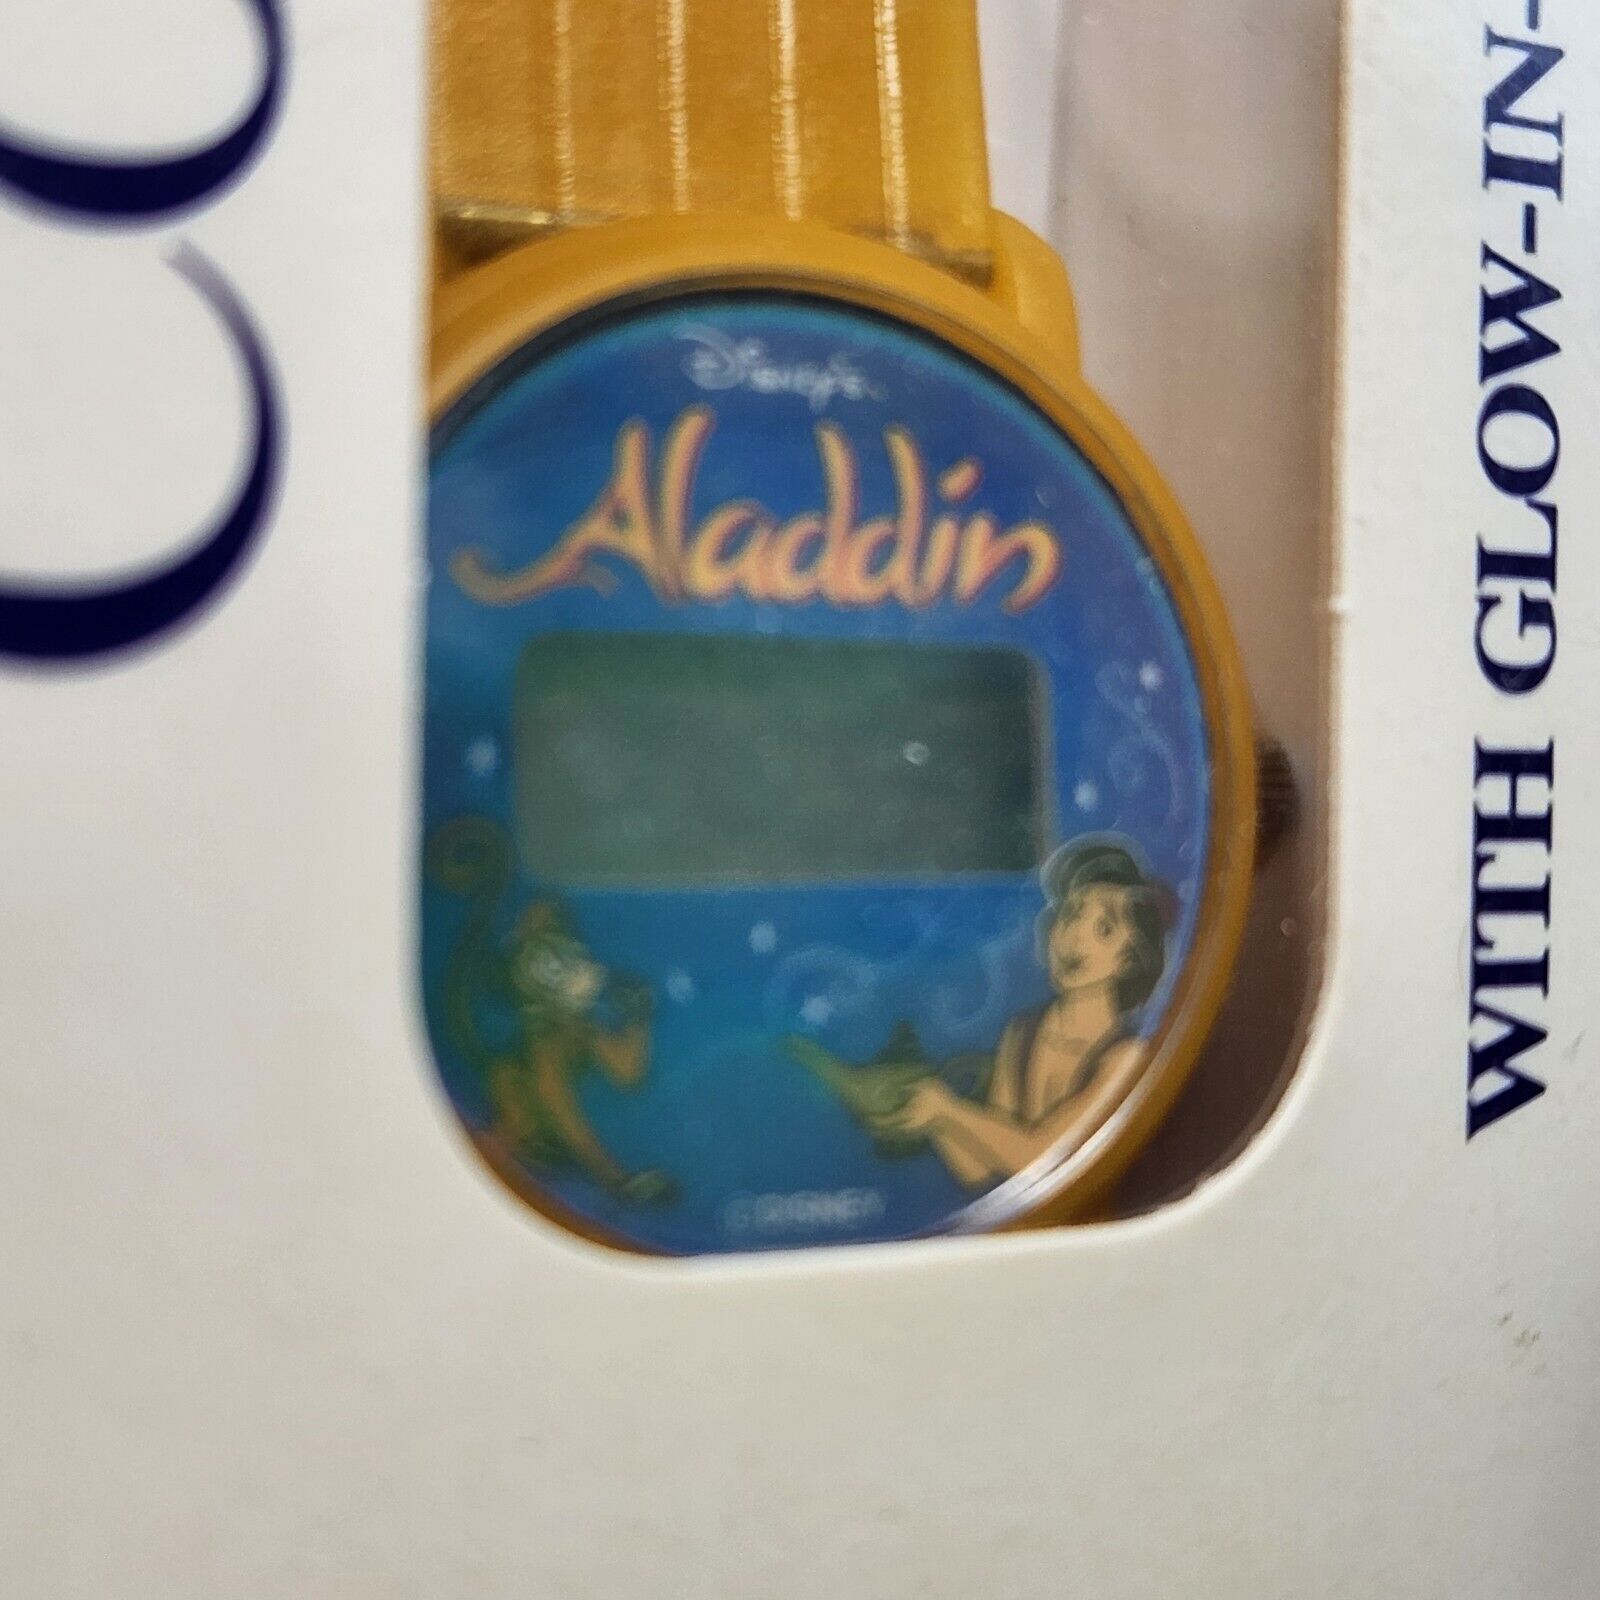 Disney's
Aladdin
© DISNEY
WITH GLOW-IN-